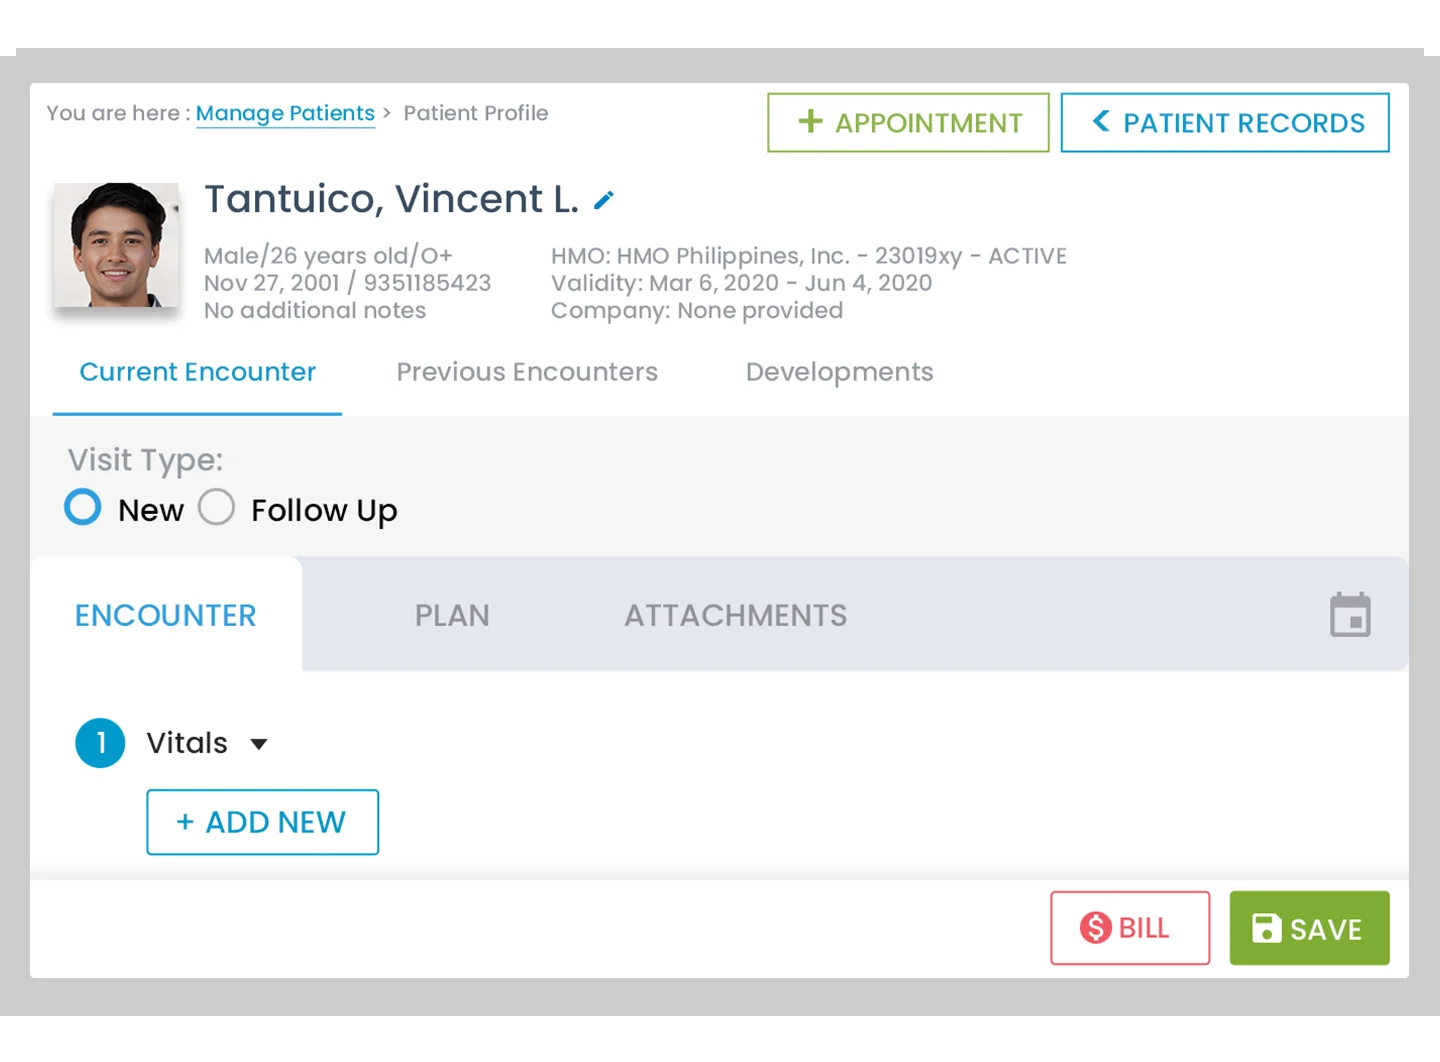 You are here : Manage Patients > Patient Profile
+ APPOINTMENT
< PATIENT RECORDS
Tantuico, Vincent L.
Male/26 years old/O+
Nov 27, 2001 / 9351185423
No additional notes
HMO: HMO Philippines, Inc. - 23019xy - ACTIVE
Validity: Mar 6, 2020 - Jun 4, 2020
Company: None provided
Current Encounter
Previous Encounters
Developments
Visit Type:
New
Follow Up
ENCOUNTER
PLAN
ATTACHMENTS
1 Vitals
+ ADD NEW
$ BILL
SAVE